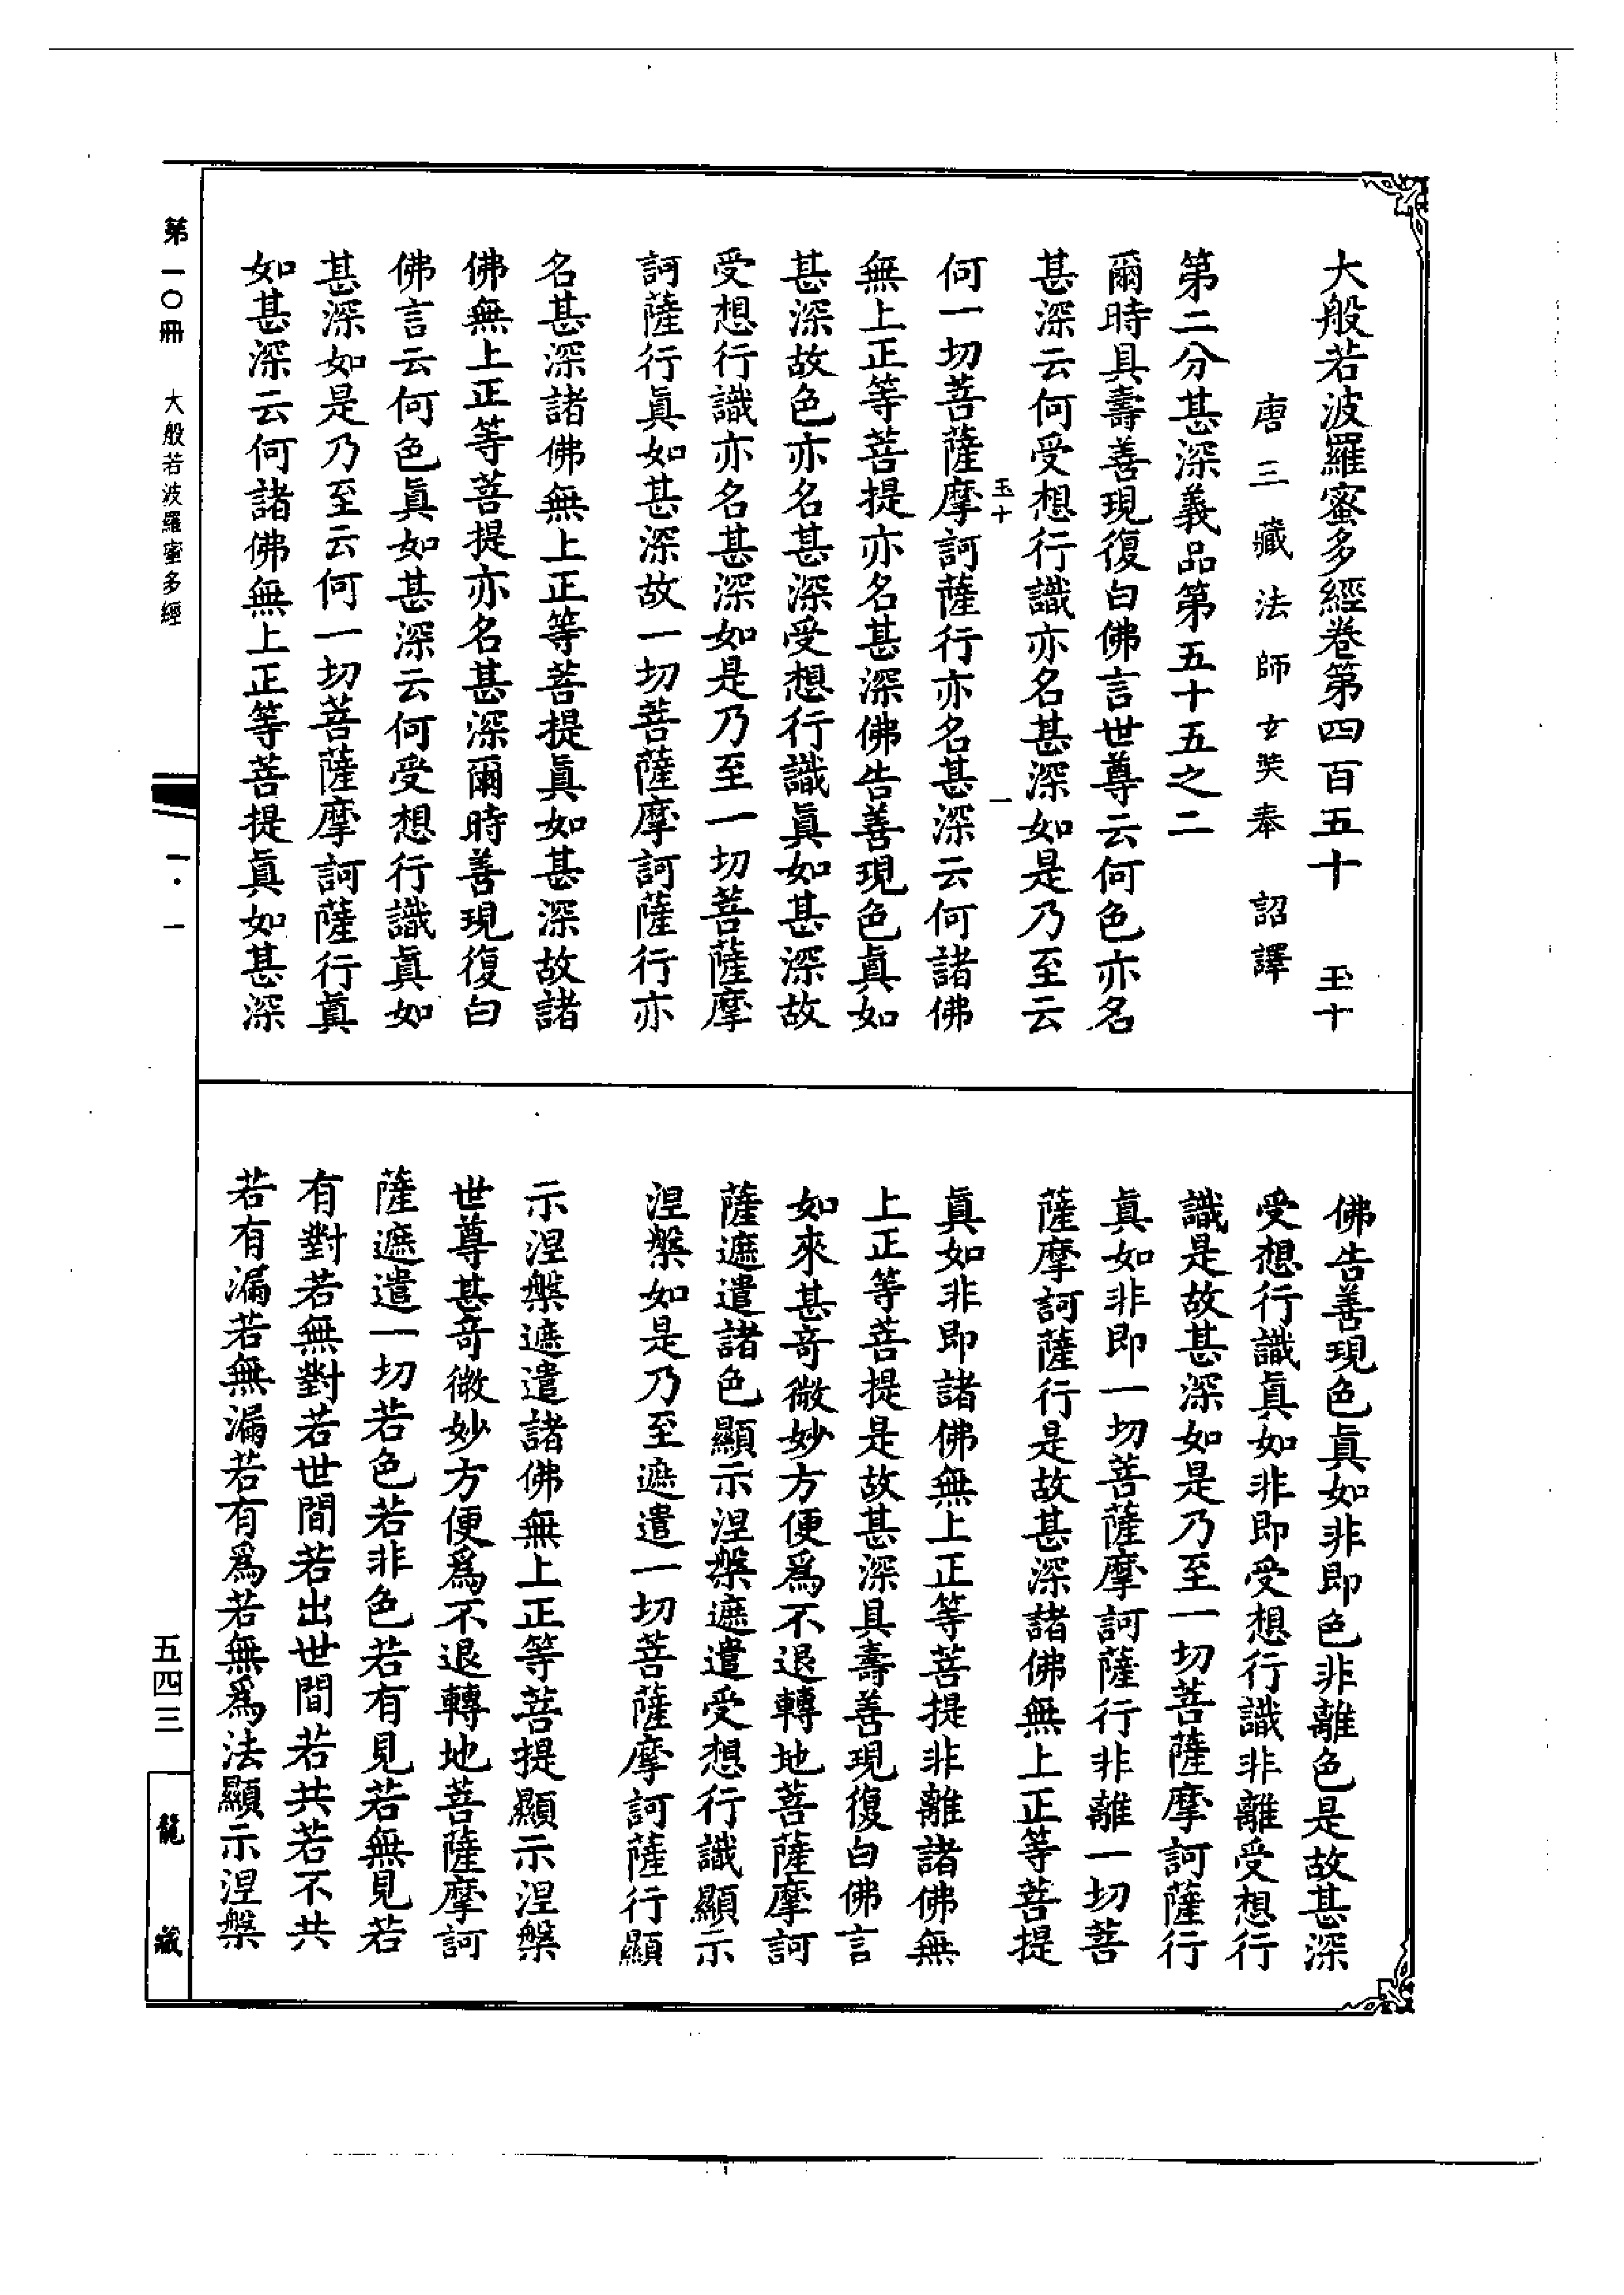 大般若波羅蜜多經卷第四百五十　玉十
唐三藏法師玄奘奉　詔譯
第二分甚深義品第五十五之二
爾時具壽善現復白佛言世尊云何色亦名
甚深云何受想行識亦名甚深如是乃至云
玉十　一
何一切菩薩摩訶薩行亦名甚深云何諸佛
無上正等菩提亦名甚深佛告善現色眞如
甚深故色亦名甚深受想行識眞如甚深故
受想行識亦名甚深如是乃至一切菩薩摩
訶薩行眞如甚深故一切菩薩摩訶薩行亦
名甚深諸佛無上正等菩提眞如甚深故諸
佛無上正等菩提亦名甚深爾時善現復白
佛言云何色眞如甚深云何受想行識眞如
甚深如是乃至云何一切菩薩摩訶薩行眞
如甚深云何諸佛無上正等菩提眞如甚深
佛告善現色眞如非即色非離色是故甚深
受想行識眞如非即受想行識非離受想行
識是故甚深如是乃至一切菩薩摩訶薩行
真如非即一切菩薩摩訶薩行非離一切菩
薩摩訶薩行是故甚深諸佛無上正等菩提
眞如非即諸佛無上正等菩提非離諸佛無
上正等菩提是故甚深具壽善現復白佛言
如來甚奇微妙方便爲不退轉地菩薩摩訶
薩遮遣諸色顯示涅槃遮遣受想行識顯示
涅槃如是乃至遮遣一切菩薩摩訶薩行顯
示涅槃遮遣諸佛無上正等菩提顯示涅槃
世尊甚奇微妙方便爲不退轉地菩薩摩訶
薩遮遣一切若色若非色若有見若無見若
有對若無對若世間若出世間若共若不共
若有漏若無漏若有爲若無爲法顯示涅槃
第一〇冊　大般若波羅蜜多經
一·一
五四三
龍藏